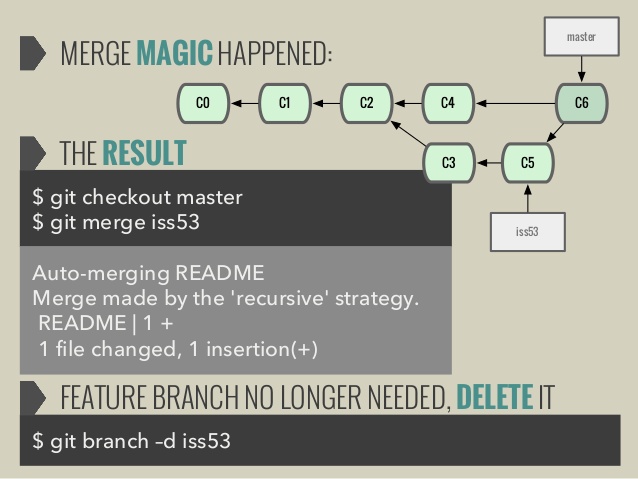 master
MERGE MAGIC HAPPENED:
C0
C1
C2
C4
C6
THE RESULT
C3
C5
$ git checkout master
$ git merge iss53
iss53
Auto-merging README
Merge made by the 'recursive' strategy.
README | 1 +
1 file changed, 1 insertion(+)
FEATURE BRANCH NO LONGER NEEDED, DELETE IT
$ git branch –d iss53